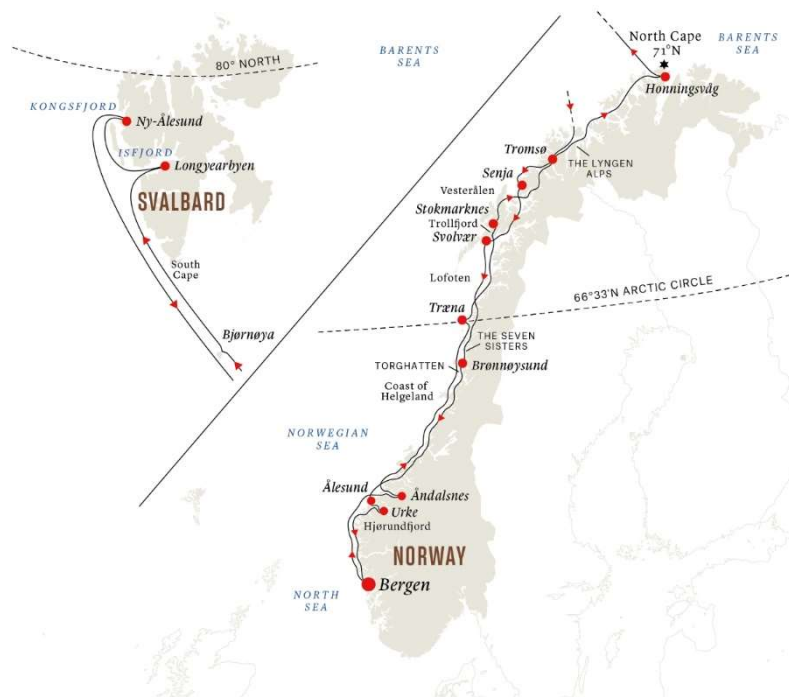 80° NORTH
KONGSFJORD
Ny-Ålesund
ISFJORD
Longyearbyen
SVALBARD
South
Cape
Bjørnøya
BARENTS
SEA
North Cape
71°N
BARENTS
SEA
Honningsvåg
Tromsø
THE LYNGEN
ALPS
Senja
Vesterålen
Stokmarknes
Trollfjord
Svolvær
Lofoten
66°33'N ARCTIC CIRCLE
Træna
THE SEVEN
SISTERS
TORGHATTEN
Brønnøysund
Coast of
Helgeland
NORWEGIAN
SEA
Ålesund
Åndalsnes
Urke
Hjørundfjord
NORWAY
NORTH
SEA
Bergen